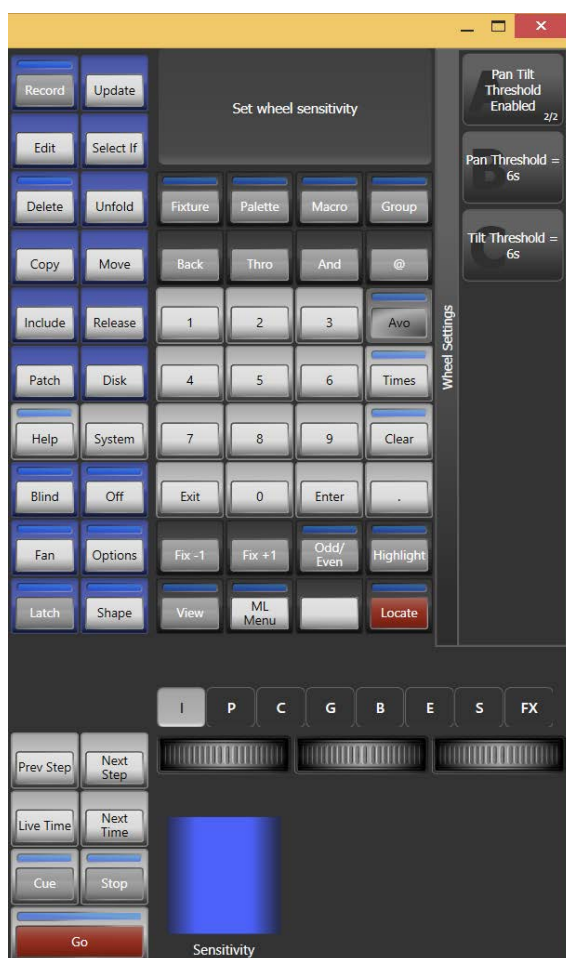 Set wheel sensitivity
Record
Update
Edit
Select If
Delete
Unfold
Fixture
Palette
Macro
Group
Copy
Move
Back
Thro
And
@
Include
Release
1
2
3
Avo
Patch
Disk
4
5
6
Times
Help
System
7
8
9
Clear
Blind
Off
Exit
0
Enter
.
Fan
Options
Fix -1
Fix +1
Odd/
Even
Highlight
Latch
Shape
View
ML
Menu
Locate
Wheel Settings
A
Pan Tilt
Threshold
Enabled
2/2
B
Pan Threshold =
6s
C
Tilt Threshold =
6s
I
P
C
G
B
E
S
FX
Prev Step
Next
Step
Live Time
Next
Time
Cue
Stop
Go
Sensitivity